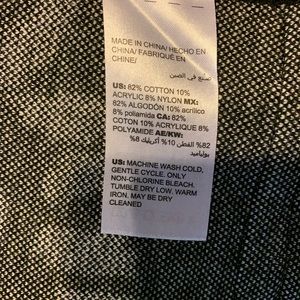 MADE IN CHINA/ HECHO EN
CHINA/ FABRIQUÉ EN
CHINE/
صنع في الصين
US: 82% COTTON 10%
ACRYLIC 8% NYLON MX:
82% ALGODÓN 10% acrílico
8% poliamida CA: 82%
COTON 10% ACRYLIQUE 8%
POLYAMIDE AE/KW:
82% القطن 10% أكريليك 8%
بولياميد
US: MACHINE WASH COLD,
GENTLE CYCLE. ONLY
NON-CHLORINE BLEACH.
TUMBLE DRY LOW. WARM
IRON. MAY BE DRY
CLEANED